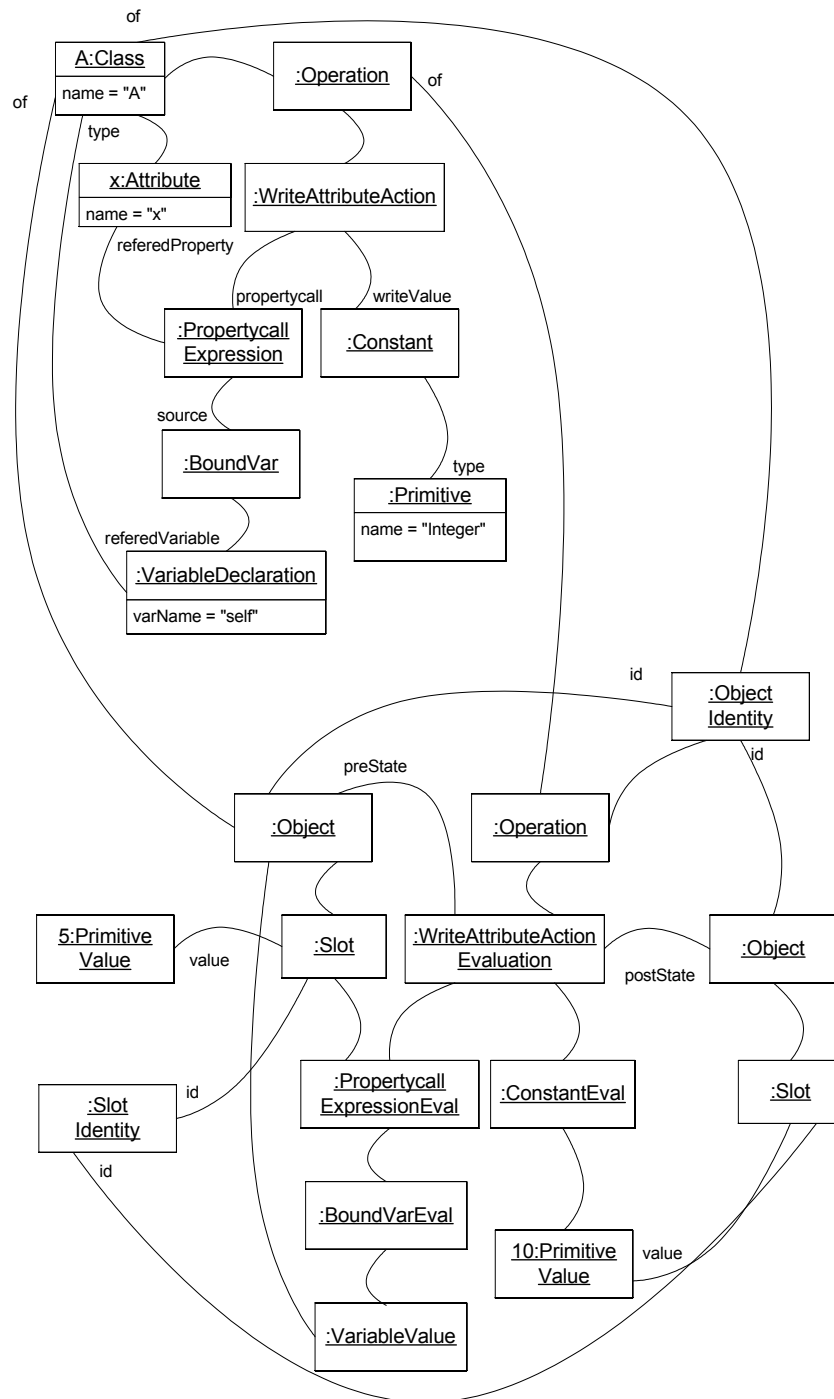 of
A:Class
name = "A"
:Operation
of
of
type
x:Attribute
name = "x"
:WriteAttributeAction
referedProperty
propertycall
writeValue
:Propertycall
Expression
:Constant
source
:BoundVar
type
:Primitive
name = "Integer"
referedVariable
:VariableDeclaration
varName = "self"
id
:Object
Identity
id
preState
:Object
:Operation
5:Primitive
Value
value
:Slot
:WriteAttributeAction
Evaluation
:Object
postState
:Slot
Identity
id
:Propertycall
ExpressionEval
:ConstantEval
:Slot
id
:BoundVarEval
10:Primitive
Value
value
:VariableValue